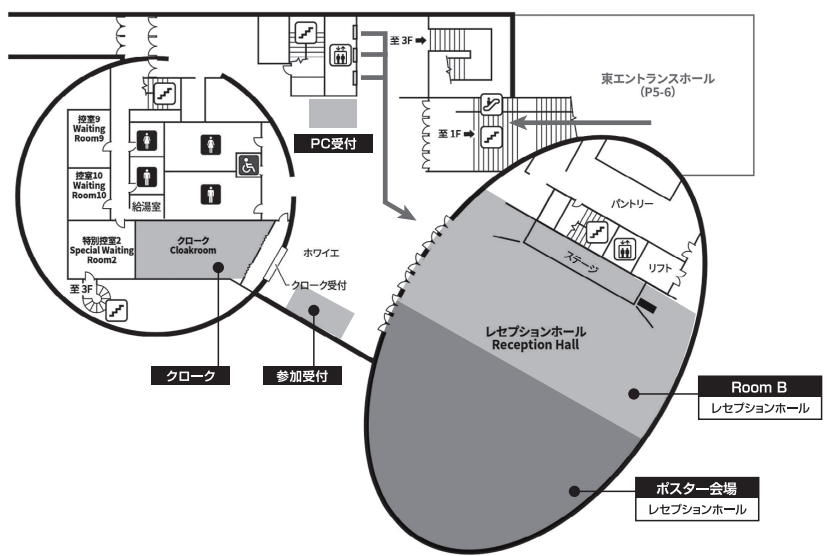 至 3F
東エントランスホール
(P5-6)
至 1F
PC受付
控室9
Waiting
Room9
控室10
Waiting
Room10
給湯室
特別控室2
Special Waiting
Room2
クローク
Cloakroom
ホワイエ
クローク受付
至 3F
パントリー
ステージ
リフト
レセプションホール
Reception Hall
クローク
参加受付
Room B
レセプションホール
ポスター会場
レセプションホール